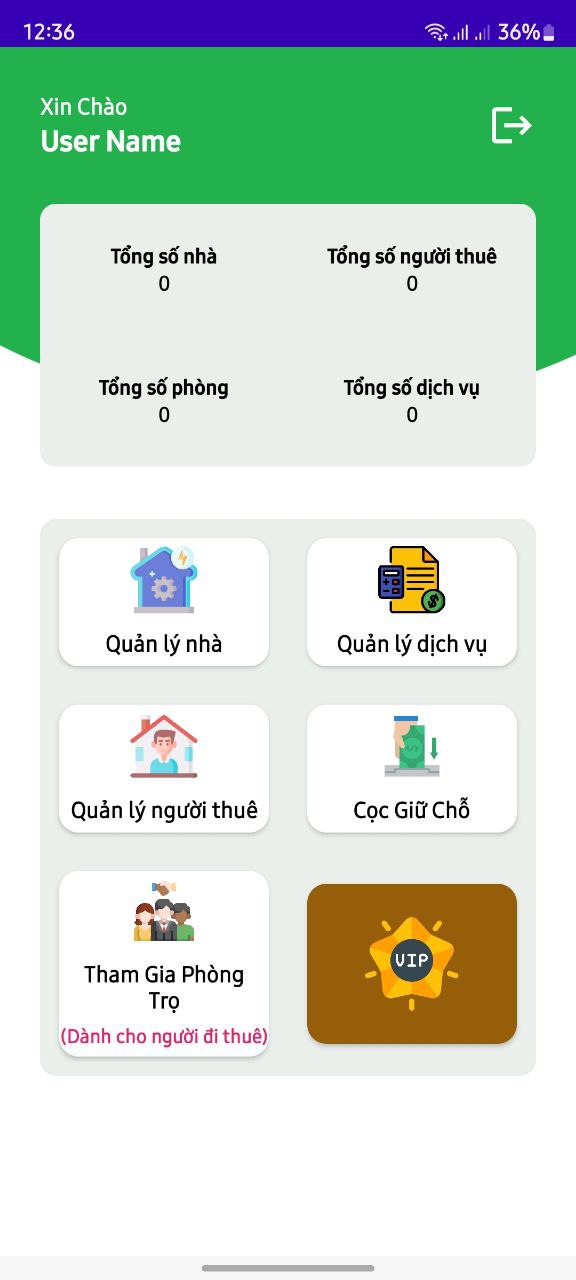 12:36
36%
Xin Chào
User Name
Tổng số nhà
0
Tổng số người thuê
0
Tổng số phòng
0
Tổng số dịch vụ
0
Quản lý nhà
Quản lý dịch vụ
Quản lý người thuê
Cọc Giữ Chỗ
Tham Gia Phòng
Trọ
(Dành cho người đi thuê)
VIP